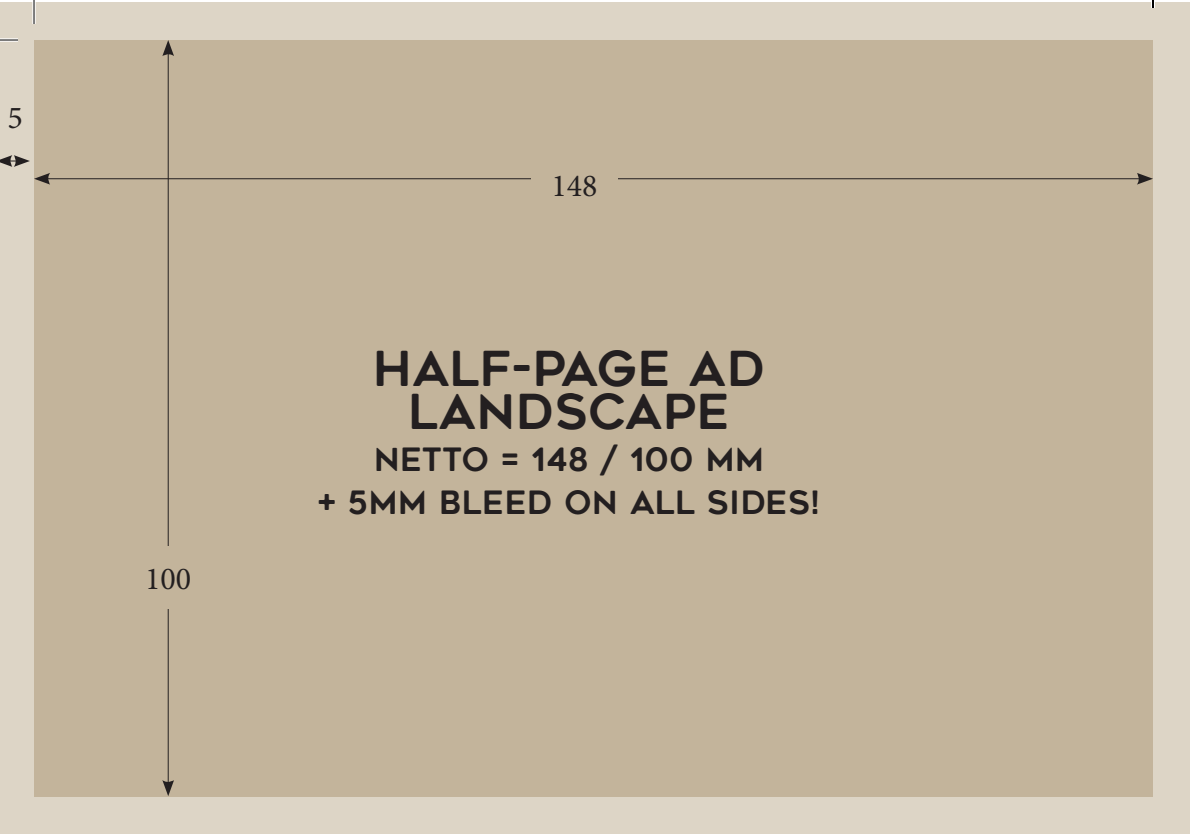 5
148
HALF-PAGE AD
LANDSCAPE
NETTO = 148 / 100 MM
+ 5MM BLEED ON ALL SIDES!
100